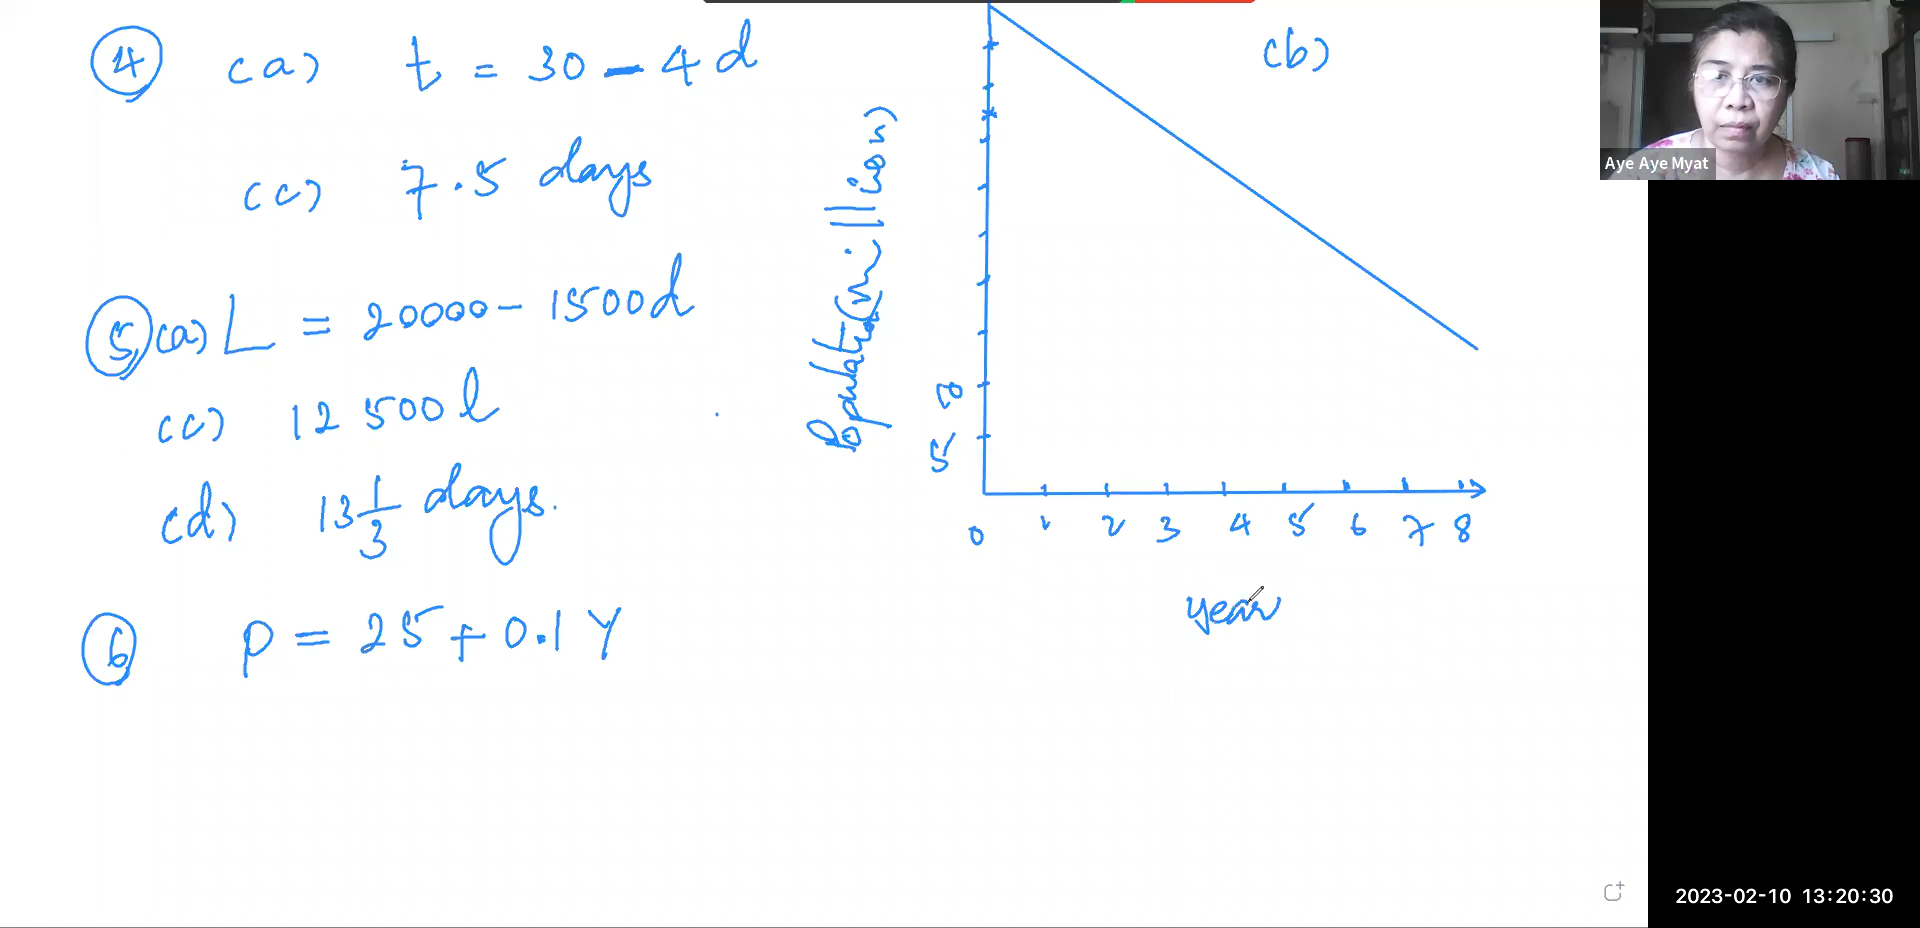 4 (a) t = 30 - 4d
(c) 7.5 days
5 (a) L = 20000 - 1500d
(c) 12 500 l
(d) 13 1/3 days.
6 P = 25 + 0.1 Y
(b)
Population (million)
5
0 1 2 3 4 5 6 7 8
year
Aye Aye Myat
2023-02-10 13:20:30